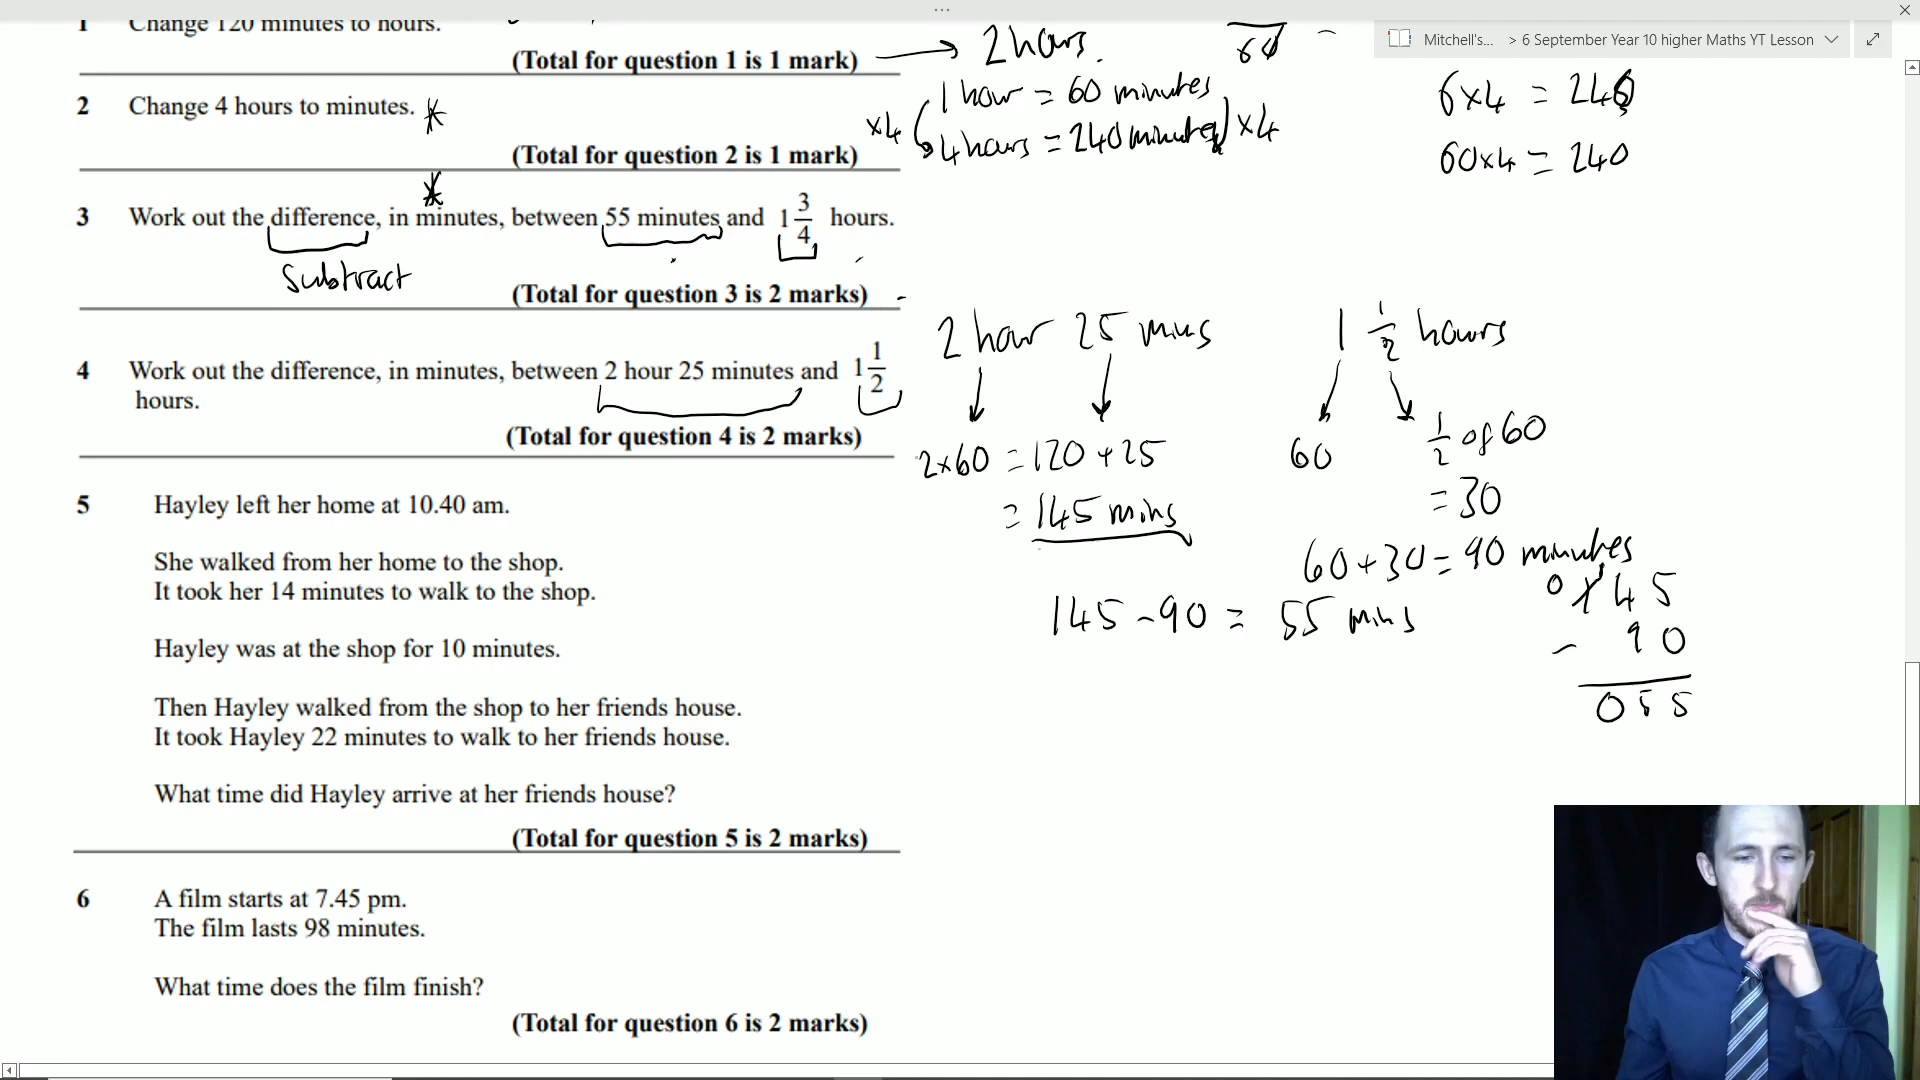 Mitchell's... > 6 September Year 10 higher Maths YT Lesson
1 Change 120 minutes to hours.
(Total for question 1 is 1 mark)
2 hours.
60
2 Change 4 hours to minutes.
(Total for question 2 is 1 mark)
1 hour = 60 minutes
×4 4 hours = 240 minutes ×4
6×4 = 24
60×4 = 240
3 Work out the difference, in minutes, between 55 minutes and 1 3/4 hours.
Subtract
(Total for question 3 is 2 marks)
4 Work out the difference, in minutes, between 2 hour 25 minutes and 1 1/2
hours.
(Total for question 4 is 2 marks)
2 hour 25 mins
2×60 = 120 + 25
= 145 mins
1 1/2 hours
60
1/2 of 60
= 30
60 + 30 = 90 minutes
145 - 90 = 55 mins
0 1 145
- 90
055
5 Hayley left her home at 10.40 am.
She walked from her home to the shop.
It took her 14 minutes to walk to the shop.
Hayley was at the shop for 10 minutes.
Then Hayley walked from the shop to her friends house.
It took Hayley 22 minutes to walk to her friends house.
What time did Hayley arrive at her friends house?
(Total for question 5 is 2 marks)
6 A film starts at 7.45 pm.
The film lasts 98 minutes.
What time does the film finish?
(Total for question 6 is 2 marks)